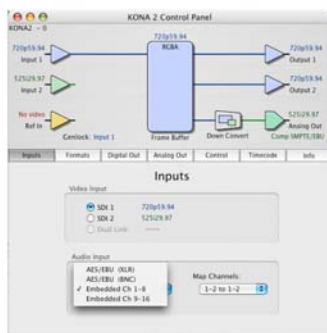 KONA 2 Control Panel
KONA2 - 0
720p59.94
Input 1
525i29.97
Input 2
No video
Ref In
Genlock: Input 1
720p59.94
RGBA
Frame Buffer
Down Convert
720p59.94
Output 1
720p59.94
Output 2
525i29.97
Analog Out
Comp SMPTE/EBU
Inputs
Formats
Digital Out
Analog Out
Control
Timecode
Info
Inputs
Video Input
SDI 1 720p59.94
SDI 2 525i29.97
Dual Link: ----
Audio Input
AES/EBU (XLR)
AES/EBU (BNC)
✓ Embedded Ch 1-8
Embedded Ch 9-16
Map Channels:
1-2 to 1-2